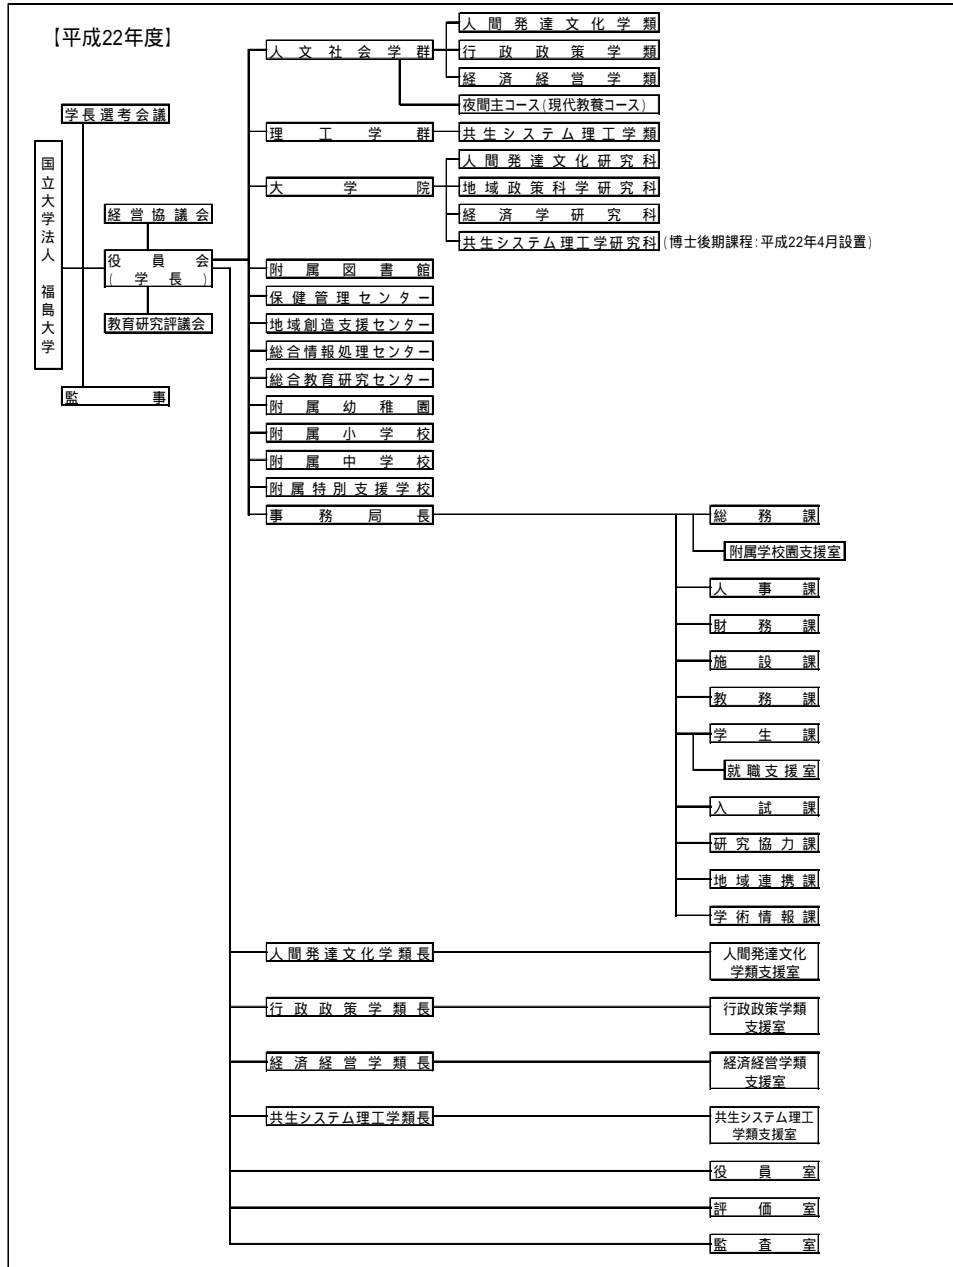 【平成22年度】
人文社会学群
人間発達文化学類
行政政策学類
経済経営学類
夜間主コース(現代教養コース)
学長選考会議
理工学群
共生システム理工学類
国立大学法人 福島大学
大学院
人間発達文化研究科
地域政策科学研究科
経済学研究科
共生システム理工学研究科 (博士後期課程:平成22年4月設置)
経営協議会
役員会
(学長)
教育研究評議会
監事
附属図書館
保健管理センター
地域創造支援センター
総合情報処理センター
総合教育研究センター
附属幼稚園
附属小学校
附属中学校
附属特別支援学校
事務局長
総務課
附属学校園支援室
人事課
財務課
施設課
教務課
学生課
就職支援室
入試課
研究協力課
地域連携課
学術情報課
人間発達文化学類長
人間発達文化
学類支援室
行政政策学類長
行政政策学類
支援室
経済経営学類長
経済経営学類
支援室
共生システム理工学類長
共生システム理工
学類支援室
役員室
評価室
監査室